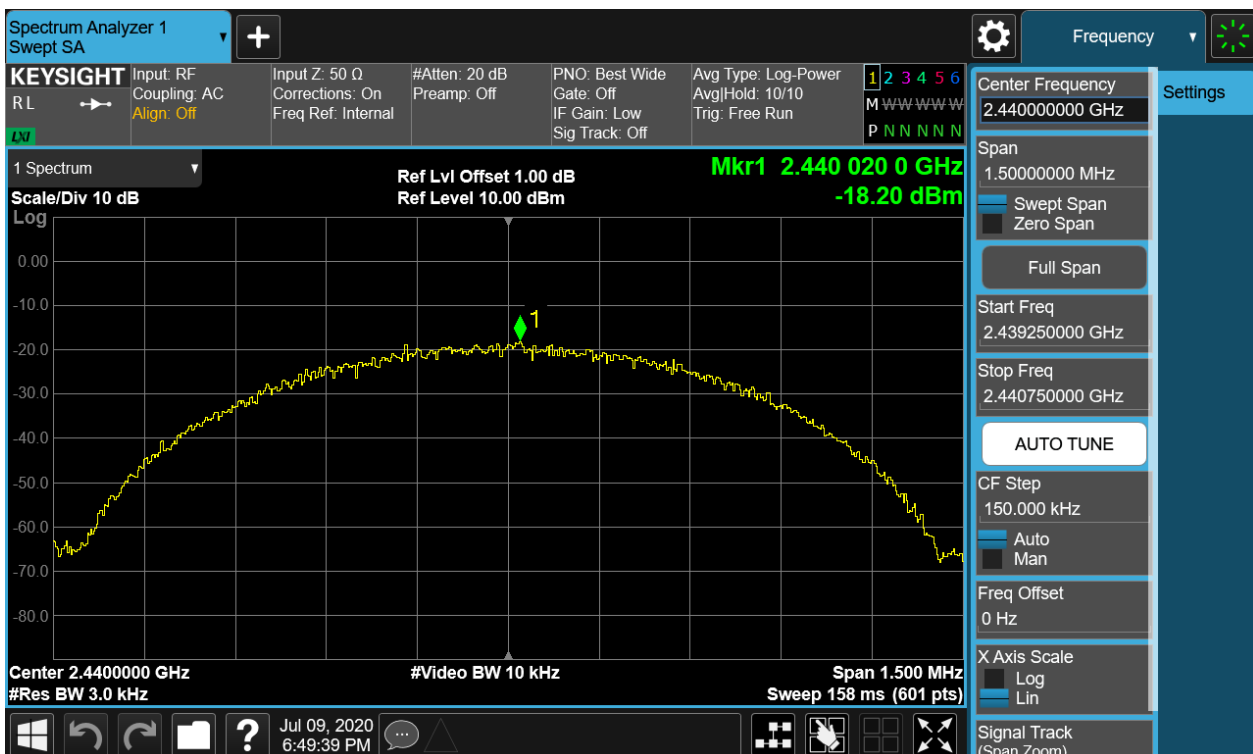 Spectrum Analyzer 1
Swept SA
Frequency
KEYSIGHT
R L
LXI
Input: RF
Coupling: AC
Align: Off
Input Z: 50 Ω
Corrections: On
Freq Ref: Internal
#Atten: 20 dB
Preamp: Off
PNO: Best Wide
Gate: Off
IF Gain: Low
Sig Track: Off
Avg Type: Log-Power
Avg|Hold: 10/10
Trig: Free Run
1 2 3 4 5 6
M W W W W W
P N N N N N
1 Spectrum
Scale/Div 10 dB
Log
Ref Lvl Offset 1.00 dB
Ref Level 10.00 dBm
Mkr1 2.440 020 0 GHz
-18.20 dBm
0.00
-10.0
-20.0
-30.0
-40.0
-50.0
-60.0
-70.0
-80.0
1
Center 2.4400000 GHz
#Res BW 3.0 kHz
#Video BW 10 kHz
Span 1.500 MHz
Sweep 158 ms (601 pts)
Center Frequency
2.440000000 GHz
Settings
Span
1.50000000 MHz
Swept Span
Zero Span
Full Span
Start Freq
2.439250000 GHz
Stop Freq
2.440750000 GHz
AUTO TUNE
CF Step
150.000 kHz
Auto
Man
Freq Offset
0 Hz
X Axis Scale
Log
Lin
Signal Track
(Span Zoom)
?
Jul 09, 2020
6:49:39 PM